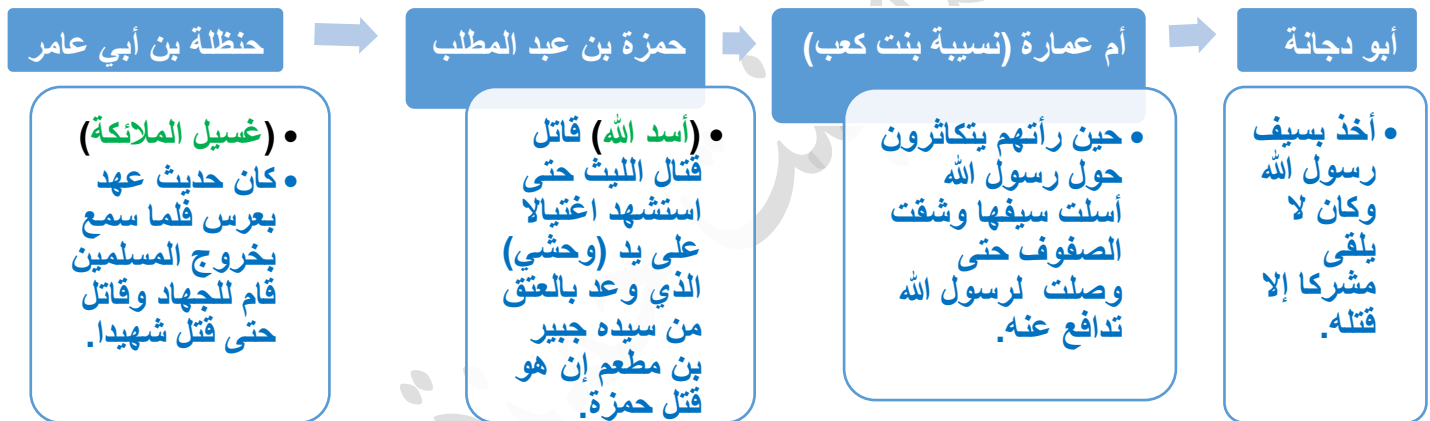 أبو دجانة
• أخذ بسيف
رسول الله
وكان لا
يلقى
مشركا إلا
قتله.
أم عمارة (نسيبة بنت كعب)
• حين رأتهم يتكاثرون
حول رسول الله
أسلت سيفها وشقت
الصفوف حتى
وصلت لرسول الله
تدافع عنه.
حمزة بن عبد المطلب
• (أسد الله) قاتل
قتال الليث حتى
استشهد اغتيالا
على يد (وحشي)
الذي وعد بالعتق
من سيده جبير
بن مطعم إن هو
قتل حمزة.
حنظلة بن أبي عامر
• (غسيل الملائكة)
• كان حديث عهد
بعرس فلما سمع
بخروج المسلمين
قام للجهاد وقاتل
حتى قتل شهيدا.